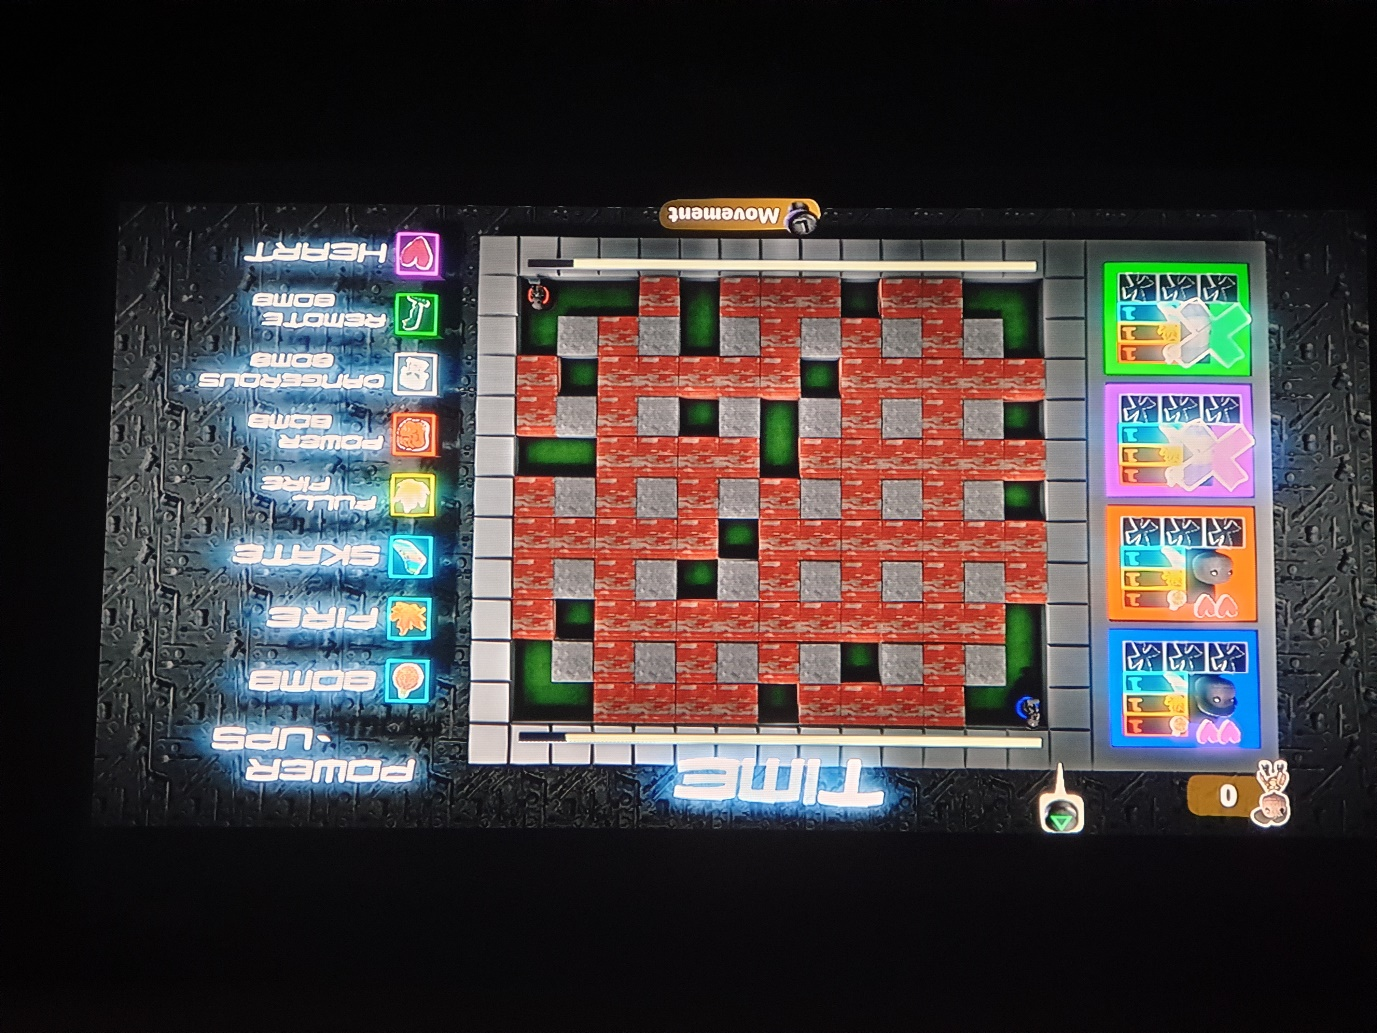 0
TIME
POWER
-UPS
BOMB
FIRE
SKATE
FULL
FIRE
POWER
BOMB
DANGEROUS
BOMB
REMOTE
BOMB
HEART
Movement